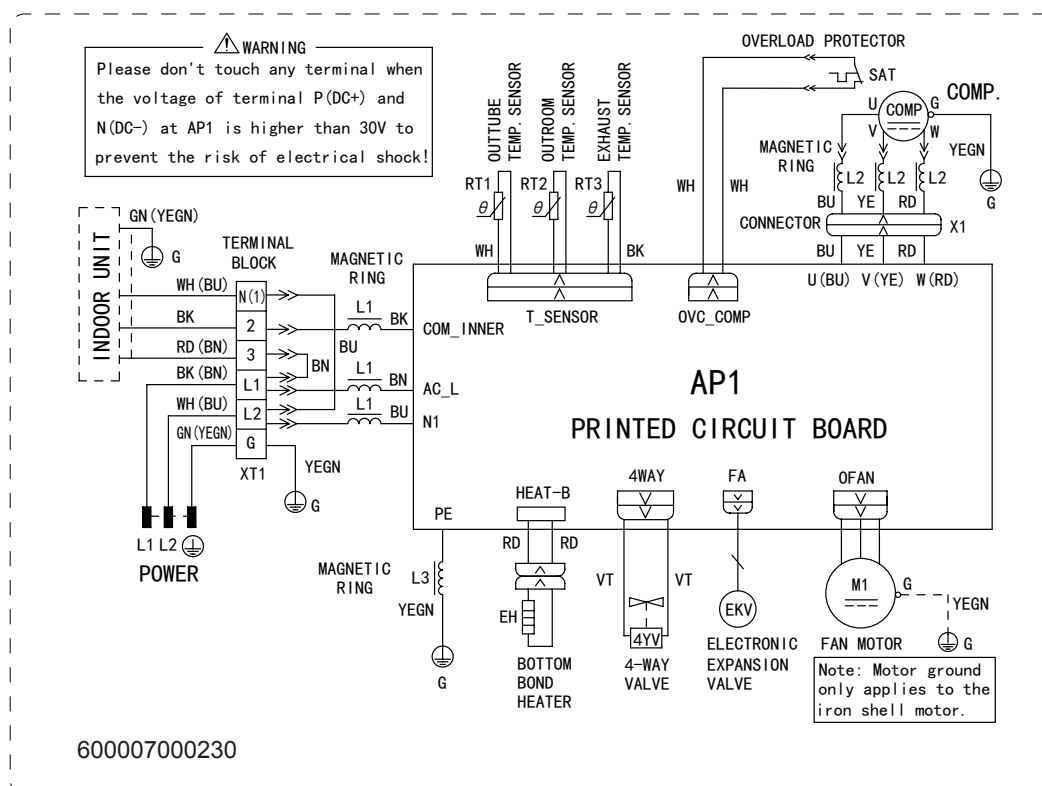 WARNING
Please don't touch any terminal when
the voltage of terminal P(DC+) and
N(DC-) at AP1 is higher than 30V to
prevent the risk of electrical shock!
OVERLOAD PROTECTOR
SAT
COMP.
U
COMP
G
V
W
YEGN
G
MAGNETIC
RING
L2
L2
L2
BU
YE
RD
CONNECTOR
X1
BU
YE
RD
U(BU)
V(YE)
W(RD)
OUTTUBE
TEMP. SENSOR
OUTROOM
TEMP. SENSOR
EXHAUST
TEMP. SENSOR
RT1
RT2
RT3
θ
θ
θ
WH
BK
T_SENSOR
WH
WH
OVC_COMP
INDOOR UNIT
GN(YEGN)
G
TERMINAL
BLOCK
MAGNETIC
RING
WH(BU)
N(1)
BK
2
L1
BK
COM_INNER
BU
RD(BN)
3
BN
BK(BN)
L1
L1
BN
AC_L
WH(BU)
L2
L1
BU
N1
GN(YEGN)
G
YEGN
XT1
G
L1
L2
POWER
AP1
PRINTED CIRCUIT BOARD
PE
HEAT-B
4WAY
FA
OFAN
MAGNETIC
RING
L3
YEGN
G
RD
RD
EH
BOTTOM
BOND
HEATER
VT
VT
4YV
4-WAY
VALVE
EKV
ELECTRONIC
EXPANSION
VALVE
M1
G
YEGN
G
FAN MOTOR
Note: Motor ground
only applies to the
iron shell motor.
600007000230